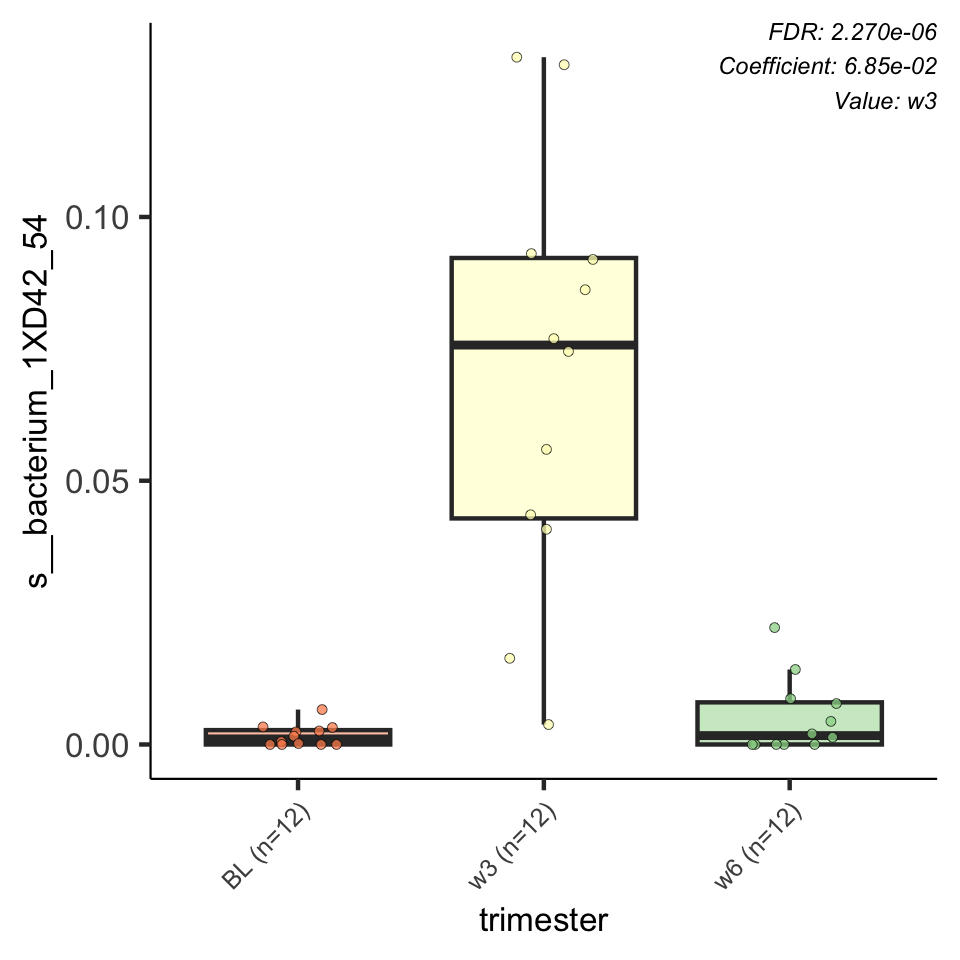 FDR: 2.270e-06
Coefficient: 6.85e-02
Value: w3
s__bacterium_1XD42_54
0.10
0.05
0.00
BL (n=12)
w3 (n=12)
w6 (n=12)
trimester